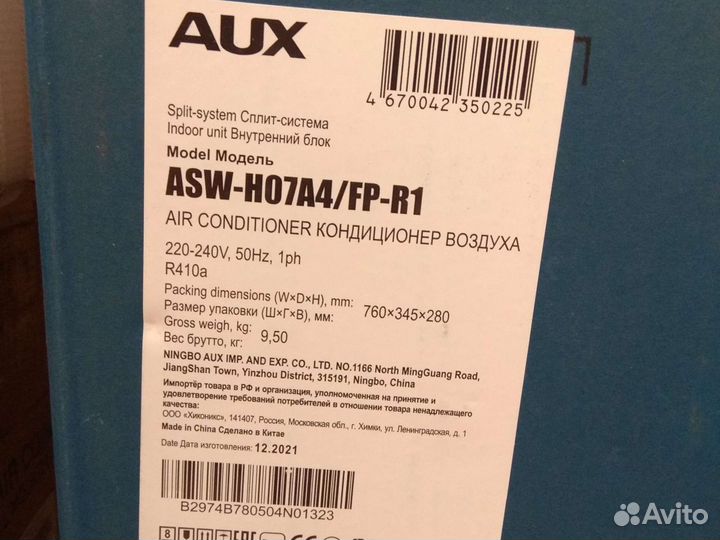 AUX
4 670042 350225
Split-system Сплит-система
Indoor unit Внутренний блок
Model Модель
ASW-H07A4/FP-R1
AIR CONDITIONER КОНДИЦИОНЕР ВОЗДУХА
220-240V, 50Hz, 1ph
R410a
Packing dimensions (W×D×H), mm:
Размер упаковки (Ш×Г×В), мм: 760×345×280
Gross weigh, kg:
Вес брутто, кг: 9,50
NINGBO AUX IMP. AND EXP. CO., LTD. NO.1166 North MingGuang Road,
JiangShan Town, Yinzhou District, 315191, Ningbo, China
Импортёр товара в РФ и организация, уполномоченная на принятие и
удовлетворение требований потребителей в отношении товара ненадлежащего
качества:
ООО «Хиконикс», 141407, Россия, Московская обл., г. Химки, ул. Ленинградская, д. 1
Made in China Сделано в Китае
Date Дата изготовления: 12.2021
B2974B780504N01323
8
Avito